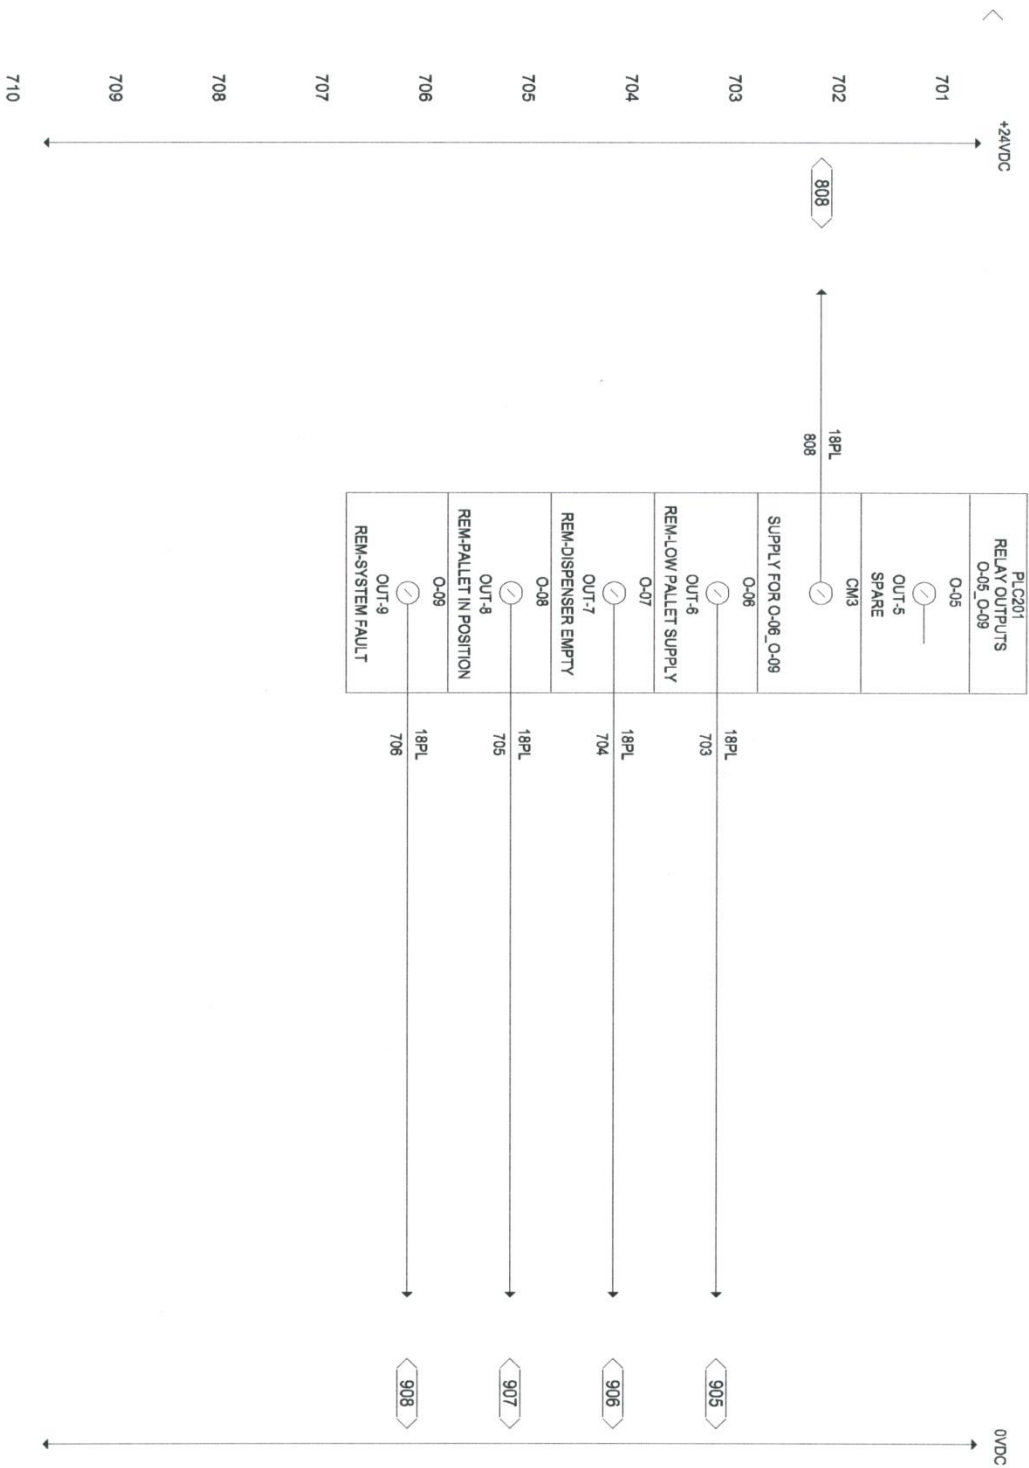 +24VDC
0VDC
701
702
703
704
705
706
707
708
709
710
PLC201
RELAY OUTPUTS
O-05_O-09
O-05
OUT-5
SPARE
808
18PL
808
CM3
SUPPLY FOR O-06_O-09
O-06
OUT-6
REM-LOW PALLET SUPPLY
18PL
703
905
O-07
OUT-7
REM-DISPENSER EMPTY
18PL
704
906
O-08
OUT-8
REM-PALLET IN POSITION
18PL
705
907
O-09
OUT-9
REM-SYSTEM FAULT
18PL
706
908